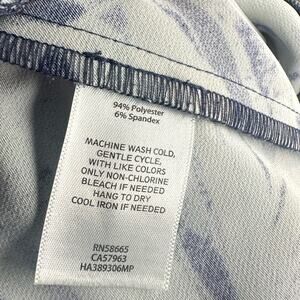 94% Polyester
6% Spandex
MACHINE WASH COLD,
GENTLE CYCLE,
WITH LIKE COLORS
ONLY NON-CHLORINE
BLEACH IF NEEDED
HANG TO DRY
COOL IRON IF NEEDED
RN58665
CA57963
HA389306MP